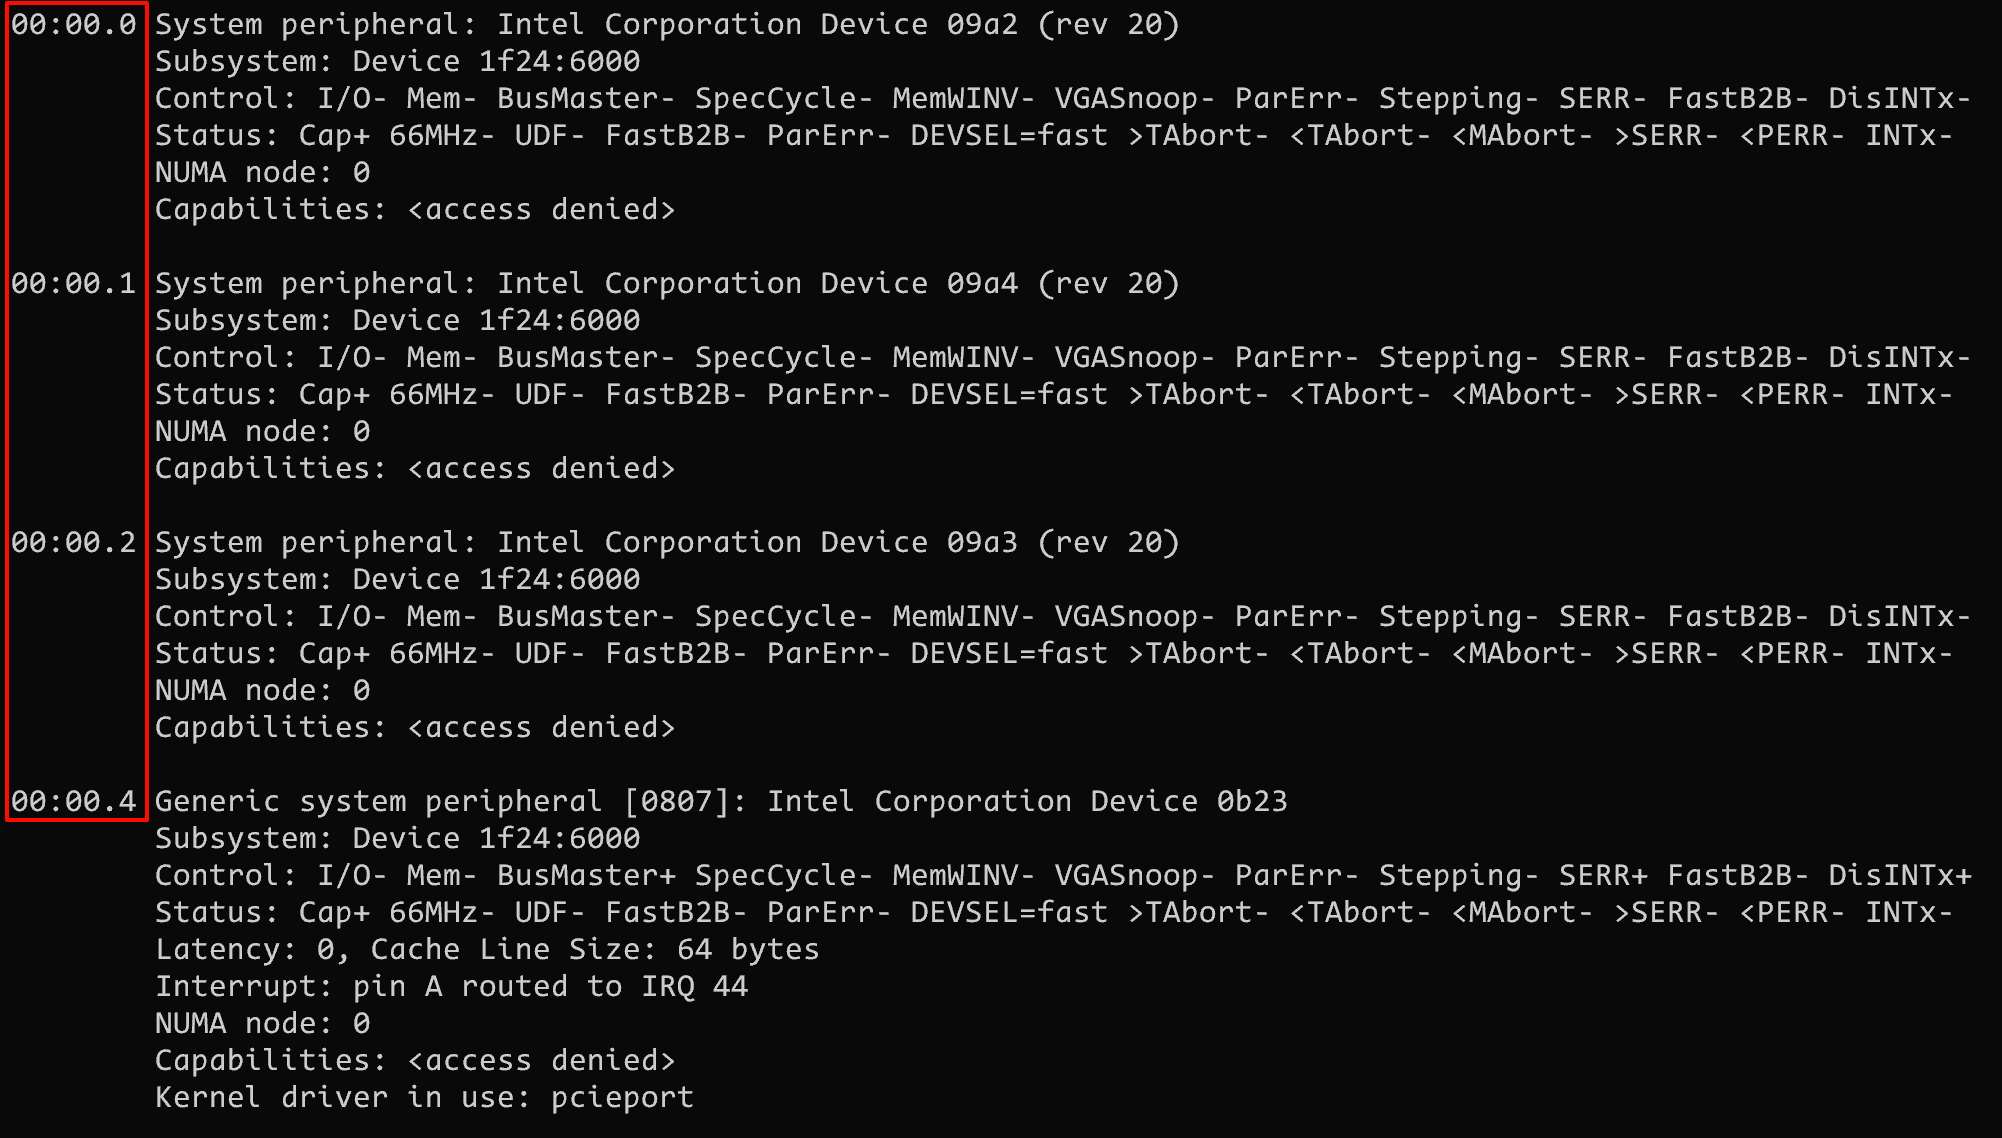 00:00.0 System peripheral: Intel Corporation Device 09a2 (rev 20)
Subsystem: Device 1f24:6000
Control: I/O- Mem- BusMaster- SpecCycle- MemWINV- VGASnoop- ParErr- Stepping- SERR- FastB2B- DisINTx-
Status: Cap+ 66MHz- UDF- FastB2B- ParErr- DEVSEL=fast >TAbort- <TAbort- <MAbort- >SERR- <PERR- INTx-
NUMA node: 0
Capabilities: <access denied>
00:00.1 System peripheral: Intel Corporation Device 09a4 (rev 20)
Subsystem: Device 1f24:6000
Control: I/O- Mem- BusMaster- SpecCycle- MemWINV- VGASnoop- ParErr- Stepping- SERR- FastB2B- DisINTx-
Status: Cap+ 66MHz- UDF- FastB2B- ParErr- DEVSEL=fast >TAbort- <TAbort- <MAbort- >SERR- <PERR- INTx-
NUMA node: 0
Capabilities: <access denied>
00:00.2 System peripheral: Intel Corporation Device 09a3 (rev 20)
Subsystem: Device 1f24:6000
Control: I/O- Mem- BusMaster- SpecCycle- MemWINV- VGASnoop- ParErr- Stepping- SERR- FastB2B- DisINTx-
Status: Cap+ 66MHz- UDF- FastB2B- ParErr- DEVSEL=fast >TAbort- <TAbort- <MAbort- >SERR- <PERR- INTx-
NUMA node: 0
Capabilities: <access denied>
00:00.4 Generic system peripheral [0807]: Intel Corporation Device 0b23
Subsystem: Device 1f24:6000
Control: I/O- Mem- BusMaster+ SpecCycle- MemWINV- VGASnoop- ParErr- Stepping- SERR+ FastB2B- DisINTx+
Status: Cap+ 66MHz- UDF- FastB2B- ParErr- DEVSEL=fast >TAbort- <TAbort- <MAbort- >SERR- <PERR- INTx-
Latency: 0, Cache Line Size: 64 bytes
Interrupt: pin A routed to IRQ 44
NUMA node: 0
Capabilities: <access denied>
Kernel driver in use: pcieport